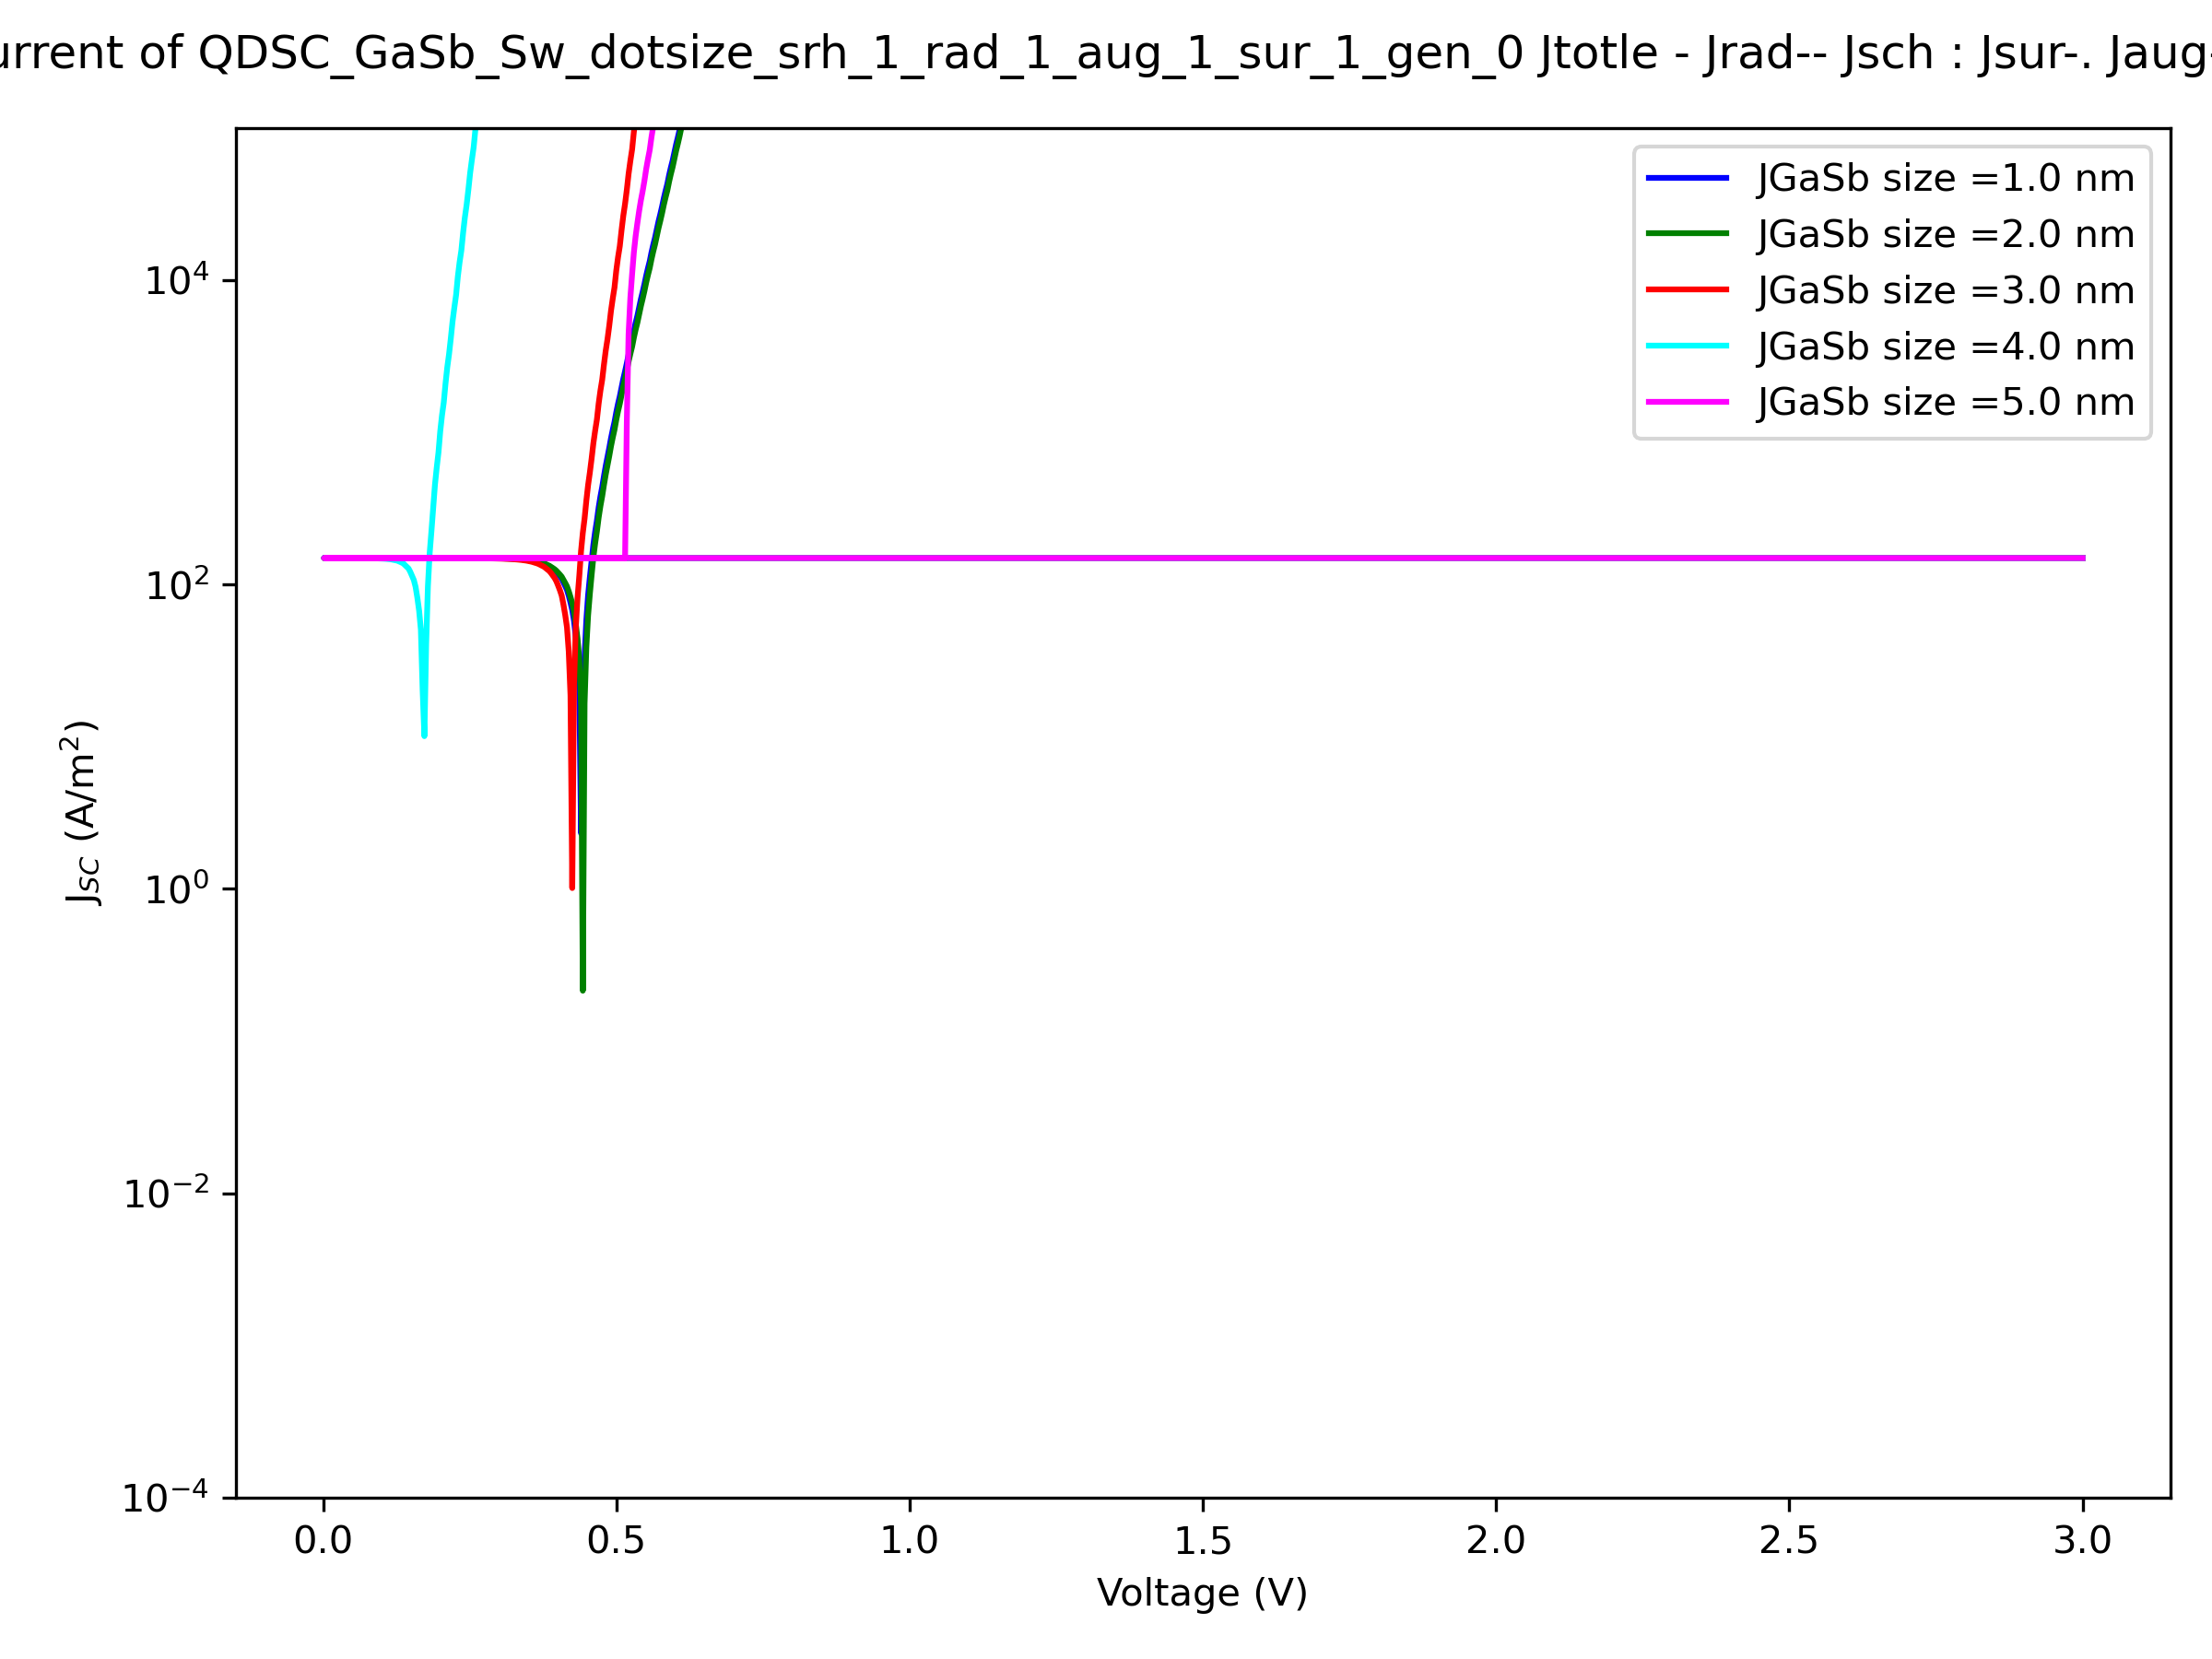 urrent of QDSC_GaSb_Sw_dotsize_srh_1_rad_1_aug_1_sur_1_gen_0 Jtotle - Jrad-- Jsch : Jsur-. Jaug-
JGaSb size =1.0 nm
JGaSb size =2.0 nm
JGaSb size =3.0 nm
JGaSb size =4.0 nm
JGaSb size =5.0 nm
10⁴
10²
10⁰
10⁻²
10⁻⁴
J_SC (A/m²)
0.0 0.5 1.0 1.5 2.0 2.5 3.0
Voltage (V)